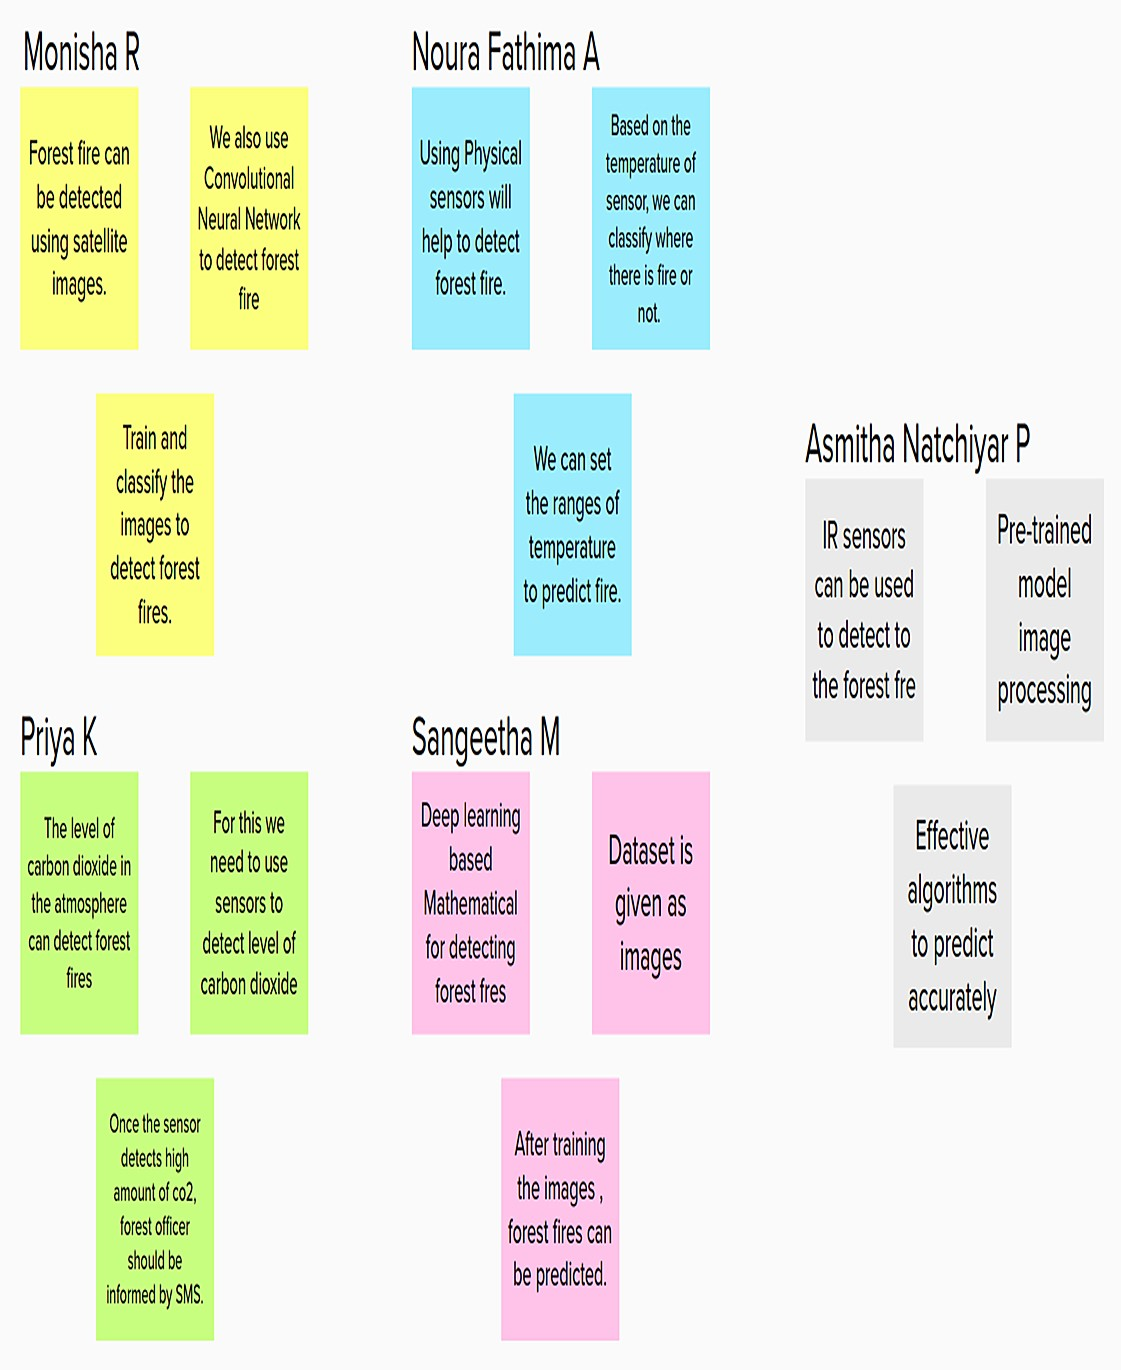 Monisha R
Forest fire can
be detected
using satellite
images.
We also use
Convolutional
Neural Network
to detect forest
fire
Train and
classify the
images to
detect forest
fires.
Noura Fathima A
Using Physical
sensors will
help to detect
forest fire.
Based on the
temperature of
sensor, we can
classify where
there is fire or
not.
We can set
the ranges of
temperature
to predict fire.
Asmitha Natchiyar P
IR sensors
can be used
to detect to
the forest fre
Pre-trained
model
image
processing
Effective
algorithms
to predict
accurately
Priya K
The level of
carbon dioxide in
the atmosphere
can detect forest
fires
For this we
need to use
sensors to
detect level of
carbon dioxide
Once the sensor
detects high
amount of co2,
forest officer
should be
informed by SMS.
Sangeetha M
Deep learning
based
Mathematical
for detecting
forest fres
Dataset is
given as
images
After training
the images ,
forest fires can
be predicted.